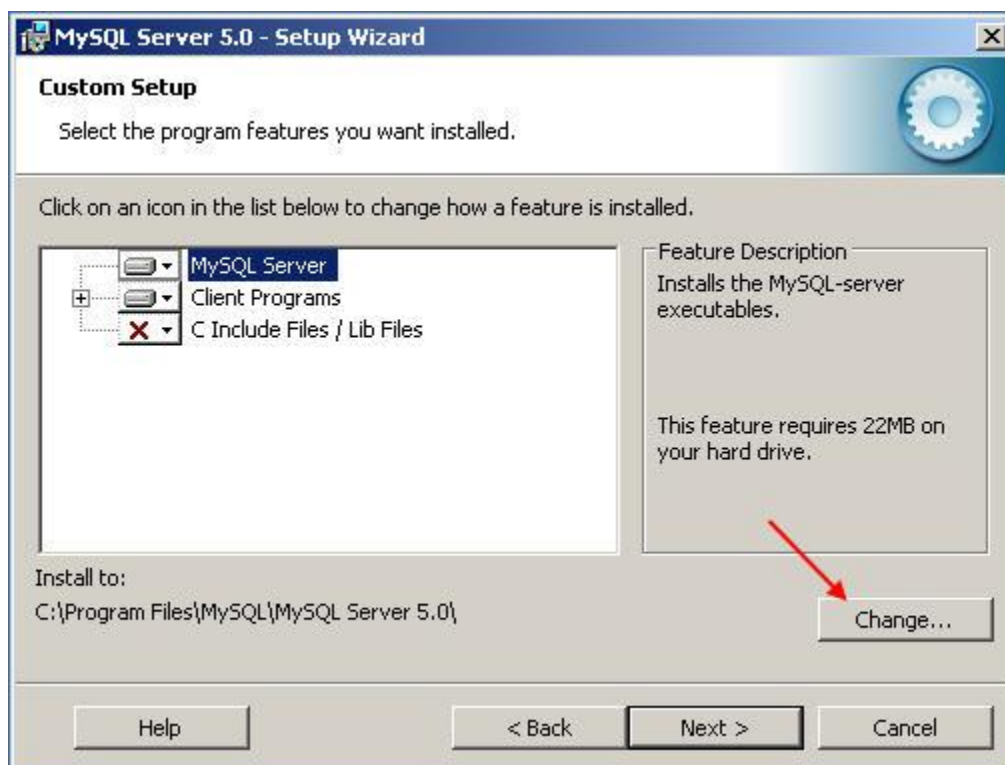 MySQL Server 5.0 - Setup Wizard
Custom Setup
Select the program features you want installed.
Click on an icon in the list below to change how a feature is installed.
MySQL Server
Client Programs
C Include Files / Lib Files
Feature Description
Installs the MySQL-server
executables.
This feature requires 22MB on
your hard drive.
Install to:
C:\Program Files\MySQL\MySQL Server 5.0\
Change...
Help
< Back
Next >
Cancel